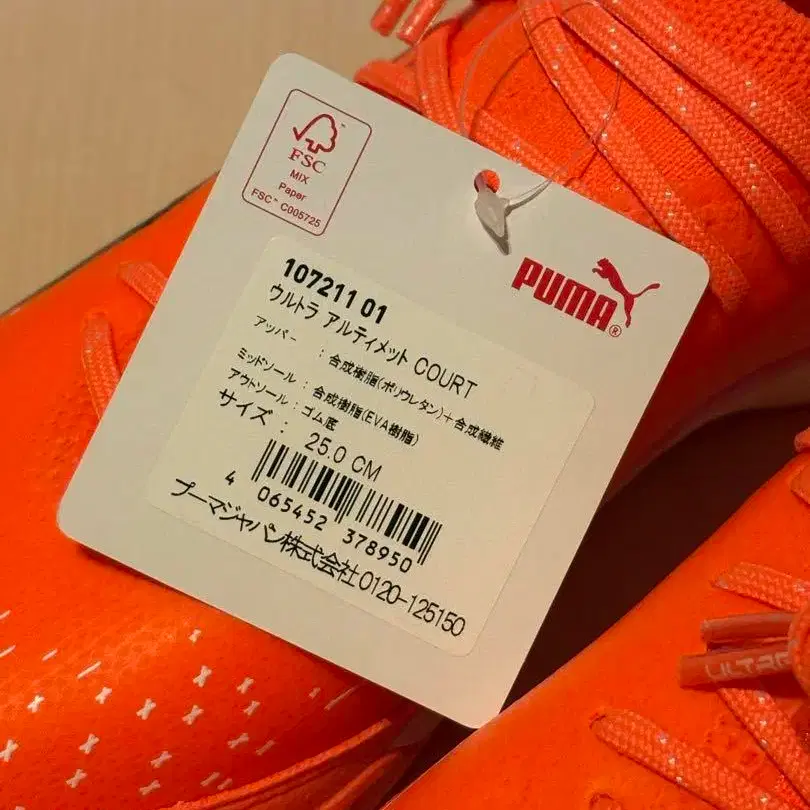 FSC™
MIX
Paper
FSC™ C005725
PUMA®
107211 01
ウルトラ アルティメット COURT
アッパー : 合成樹脂(ポリウレタン)+合成繊維
ミッドソール : 合成樹脂(EVA樹脂)
アウトソール : ゴム底
サイズ : 25.0 CM
4 065452 378950
プーマジャパン株式会社 0120-125150
ULTRA